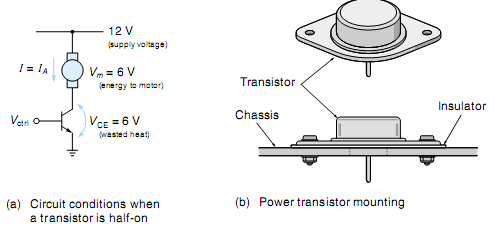 12 V
(supply voltage)
I = IA
Vm = 6 V
(energy to motor)
Vctrl
VCE = 6 V
(wasted heat)
(a) Circuit conditions when
a transistor is half-on
Transistor
Chassis
Insulator
(b) Power transistor mounting